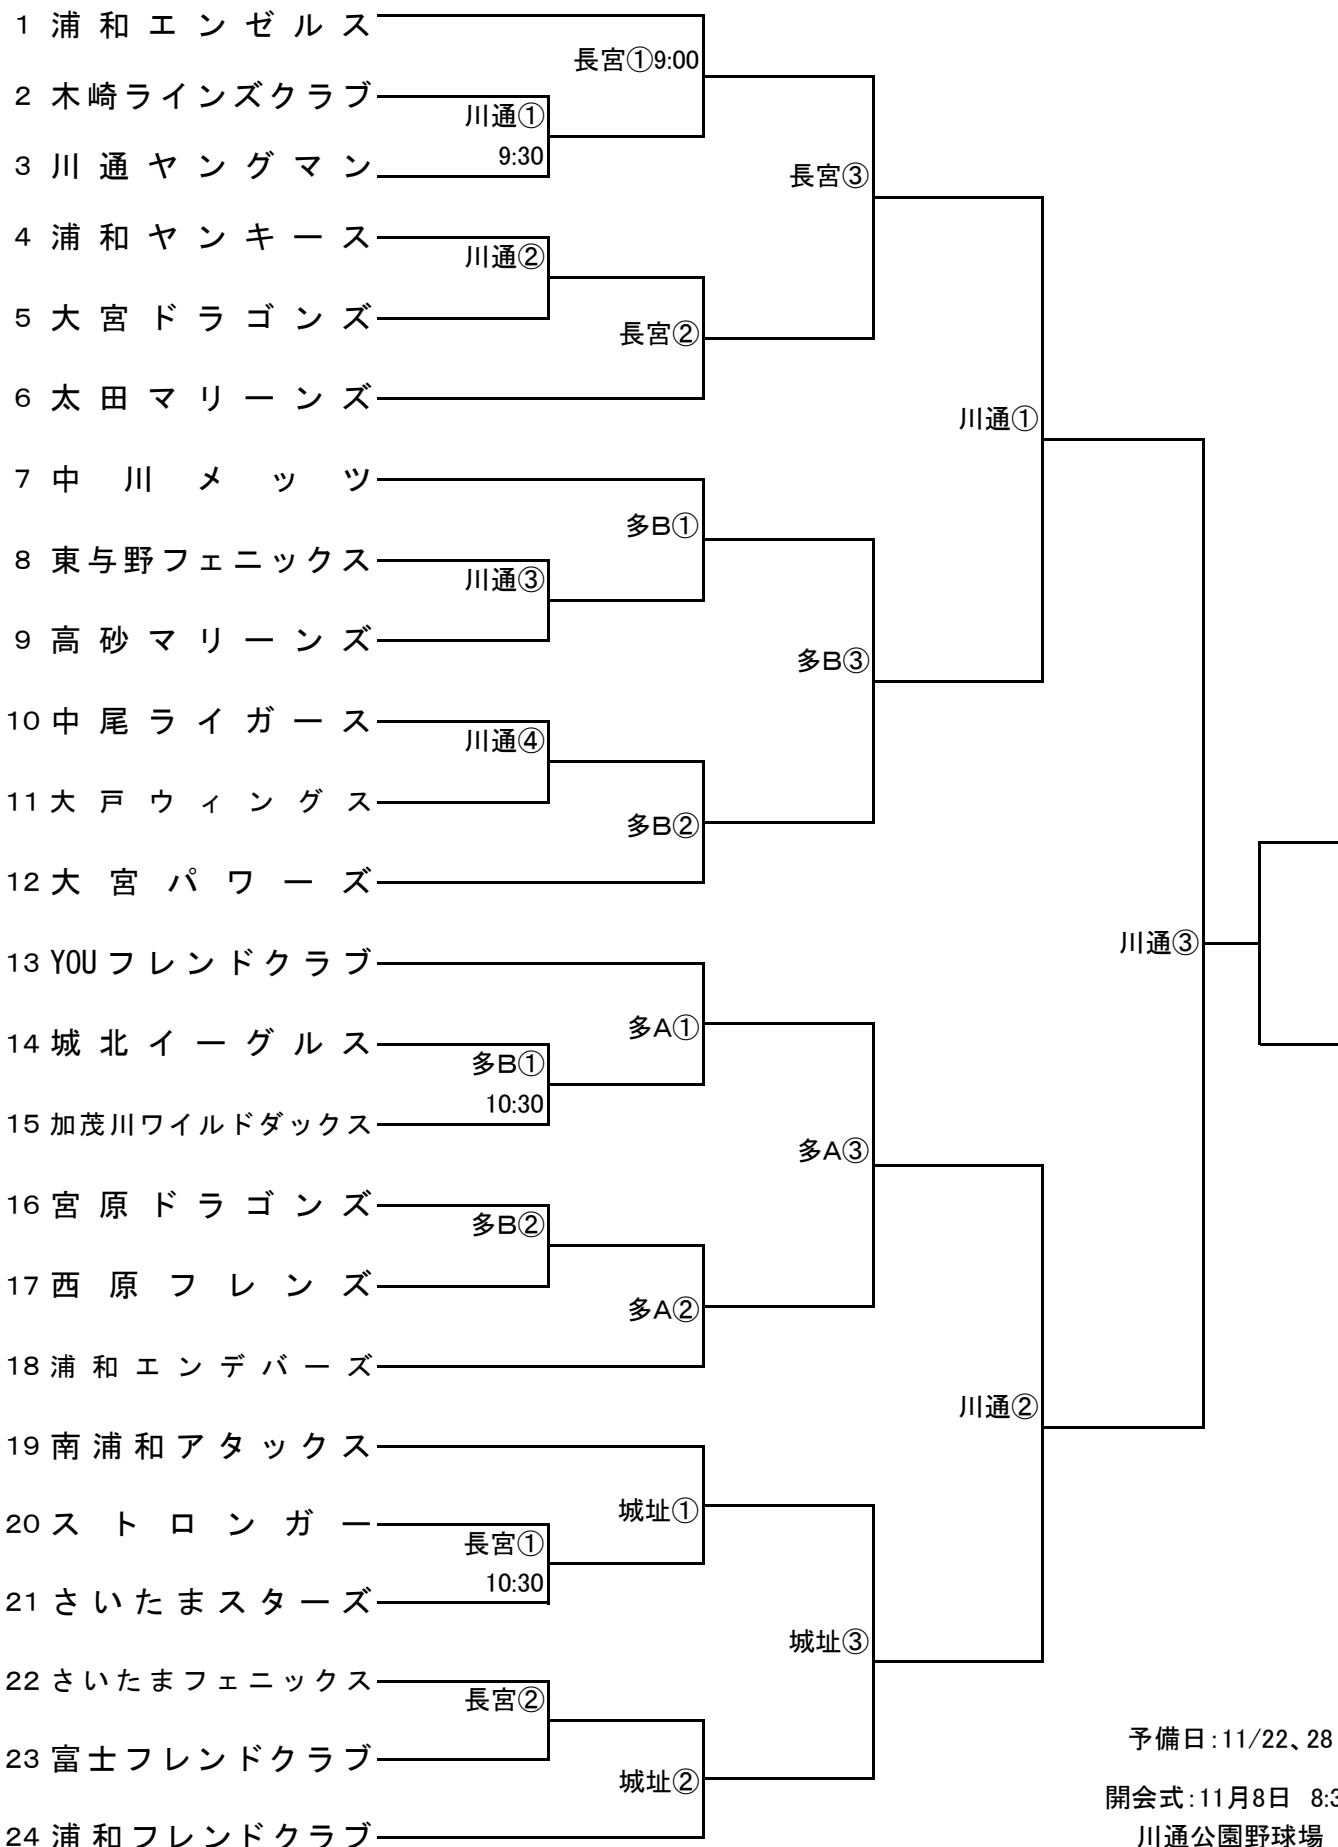 1 浦和エンゼルス
長宮①9:00
2 木崎ラインズクラブ
川通①
9:30
3 川通ヤングマン
長宮③
4 浦和ヤンキース
川通②
5 大宮ドラゴンズ
長宮②
6 太田マリーンズ
川通①
7 中川メッツ
多B①
8 東与野フェニックス
川通③
9 高砂マリーンズ
多B③
10 中尾ライガース
川通④
11 大戸ウィングス
多B②
12 大宮パワーズ
川通③
13 YOUフレンドクラブ
多A①
14 城北イーグルス
多B①
10:30
15 加茂川ワイルドダックス
多A③
16 宮原ドラゴンズ
多B②
17 西原フレンズ
多A②
18 浦和エンデバーズ
川通②
19 南浦和アタックス
城址①
20 ストロンガー
長宮①
10:30
21 さいたまスターズ
城址③
22 さいたまフェニックス
長宮②
23 富士フレンドクラブ
城址②
24 浦和フレンドクラブ
予備日:11/22、28
開会式:11月8日 8:3
川通公園野球場